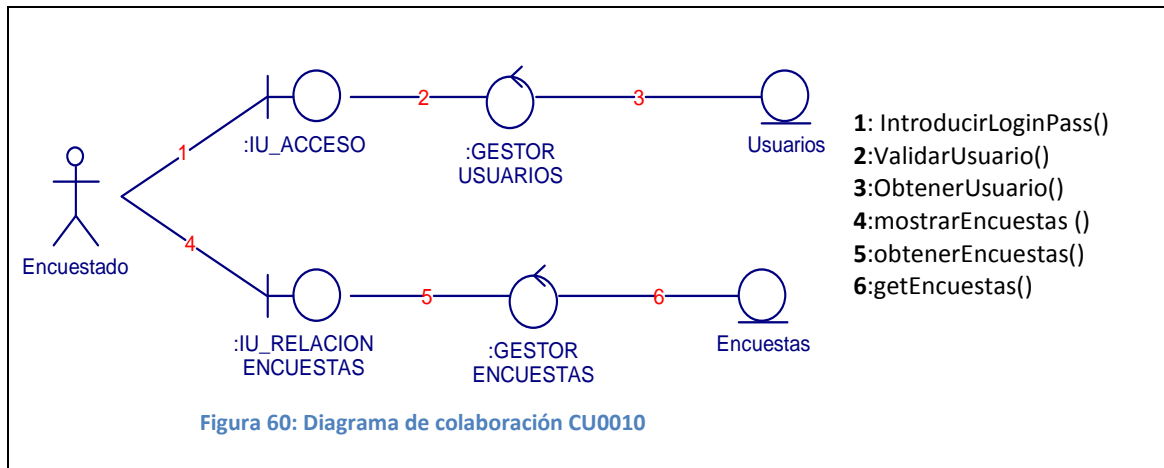 1
2
3
:IU_ACCESO
:GESTOR
USUARIOS
Usuarios
Encuestado
4
5
6
:IU_RELACION
ENCUESTAS
:GESTOR
ENCUESTAS
Encuestas
1: IntroducirLoginPass()
2:ValidarUsuario()
3:ObtenerUsuario()
4:mostrarEncuestas ()
5:obtenerEncuestas()
6:getEncuestas()
Figura 60: Diagrama de colaboración CU0010